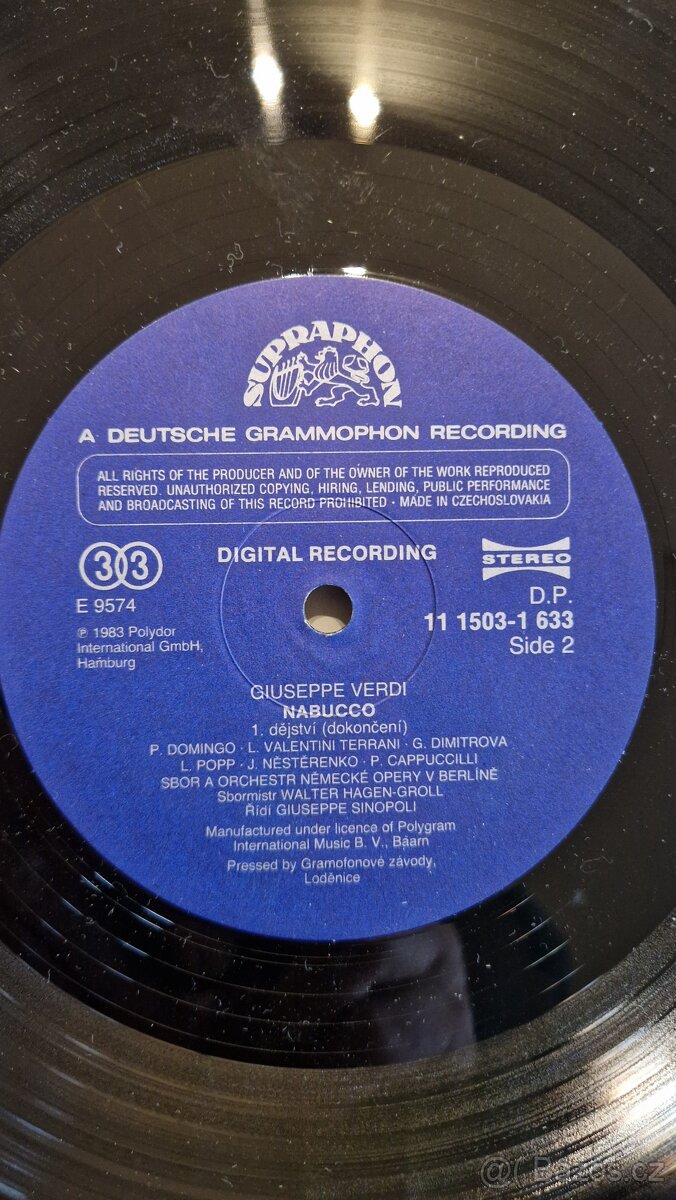 SUPRAPHON
A DEUTSCHE GRAMMOPHON RECORDING
ALL RIGHTS OF THE PRODUCER AND OF THE OWNER OF THE WORK REPRODUCED
RESERVED. UNAUTHORIZED COPYING, HIRING, LENDING, PUBLIC PERFORMANCE
AND BROADCASTING OF THIS RECORD PROHIBITED · MADE IN CZECHOSLOVAKIA
33
DIGITAL RECORDING
STEREO
E 9574
D.P.
11 1503-1 633
Side 2
℗ 1983 Polydor
International GmbH,
Hamburg
GIUSEPPE VERDI
NABUCCO
1. dějství (dokončení)
P. DOMINGO · L. VALENTINI TERRANI · G. DIMITROVA
L. POPP · J. NĚSTĚRENKO · P. CAPPUCCILLI
SBOR A ORCHESTR NĚMECKÉ OPERY V BERLÍNĚ
Sbormistr WALTER HAGEN-GROLL
Řídí GIUSEPPE SINOPOLI
Manufactured under licence of Polygram
International Music B. V., Baarn
Pressed by Gramofonové závody,
Loděnice
Bazoš.cz